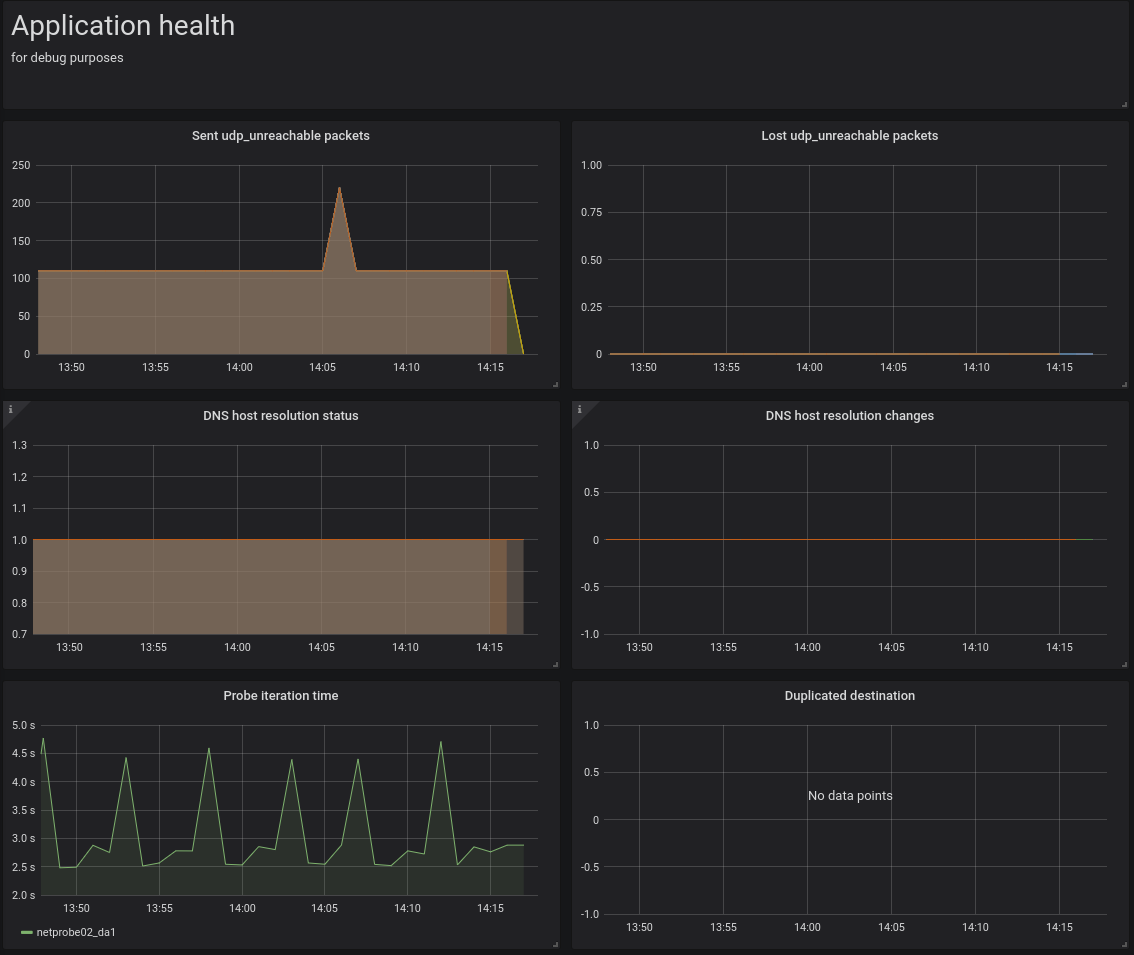 Application health
for debug purposes
Sent udp_unreachable packets
250
200
150
100
50
0
13:50 13:55 14:00 14:05 14:10 14:15
Lost udp_unreachable packets
1.00
0.75
0.50
0.25
0
13:50 13:55 14:00 14:05 14:10 14:15
i
DNS host resolution status
1.3
1.2
1.1
1.0
0.9
0.8
0.7
13:50 13:55 14:00 14:05 14:10 14:15
i
DNS host resolution changes
1.0
0.5
0
-0.5
-1.0
13:50 13:55 14:00 14:05 14:10 14:15
Probe iteration time
5.0 s
4.5 s
4.0 s
3.5 s
3.0 s
2.5 s
2.0 s
13:50 13:55 14:00 14:05 14:10 14:15
netprobe02_da1
Duplicated destination
1.0
0.5
No data points
0
-0.5
-1.0
13:50 13:55 14:00 14:05 14:10 14:15